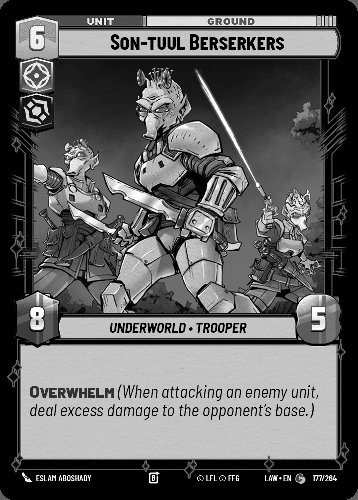 UNIT
GROUND
6
SON-TUUL BERSERKERS
8
UNDERWORLD • TROOPER
5
OVERWHELM (When attacking an enemy unit,
deal excess damage to the opponent's base.)
ESLAM ABOSHADY
© LFL © FFG
LAW • EN
177/264